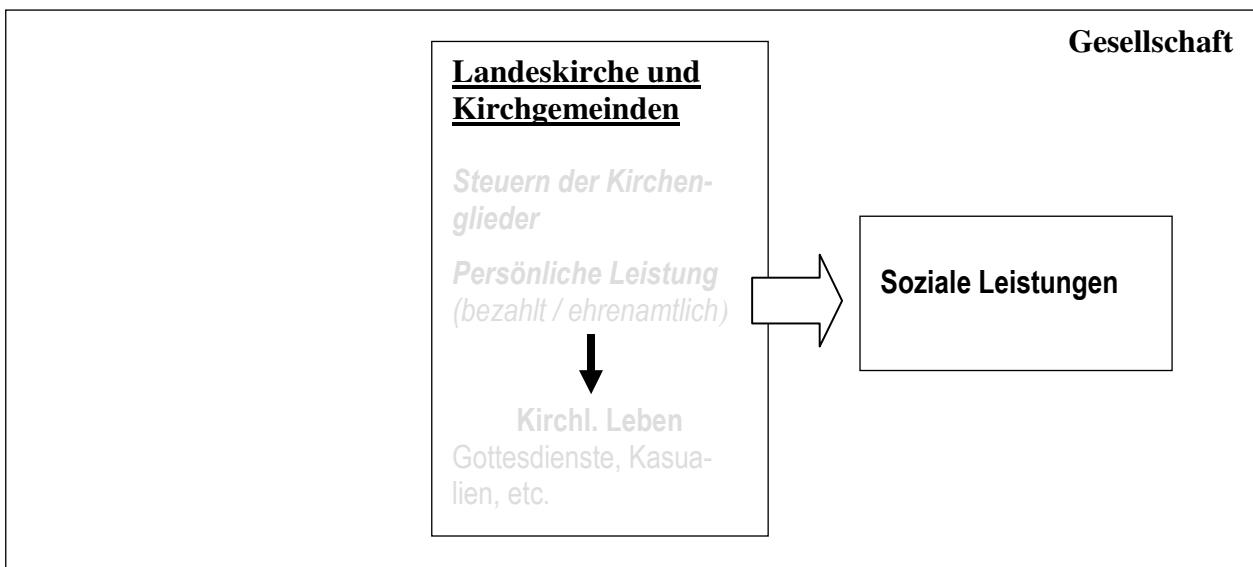 Gesellschaft
Landeskirche und
Kirchgemeinden
Steuern der Kirchen-
glieder
Persönliche Leistung
(bezahlt / ehrenamtlich)
Kirchl. Leben
Gottesdienste, Kasua-
lien, etc.
Soziale Leistungen